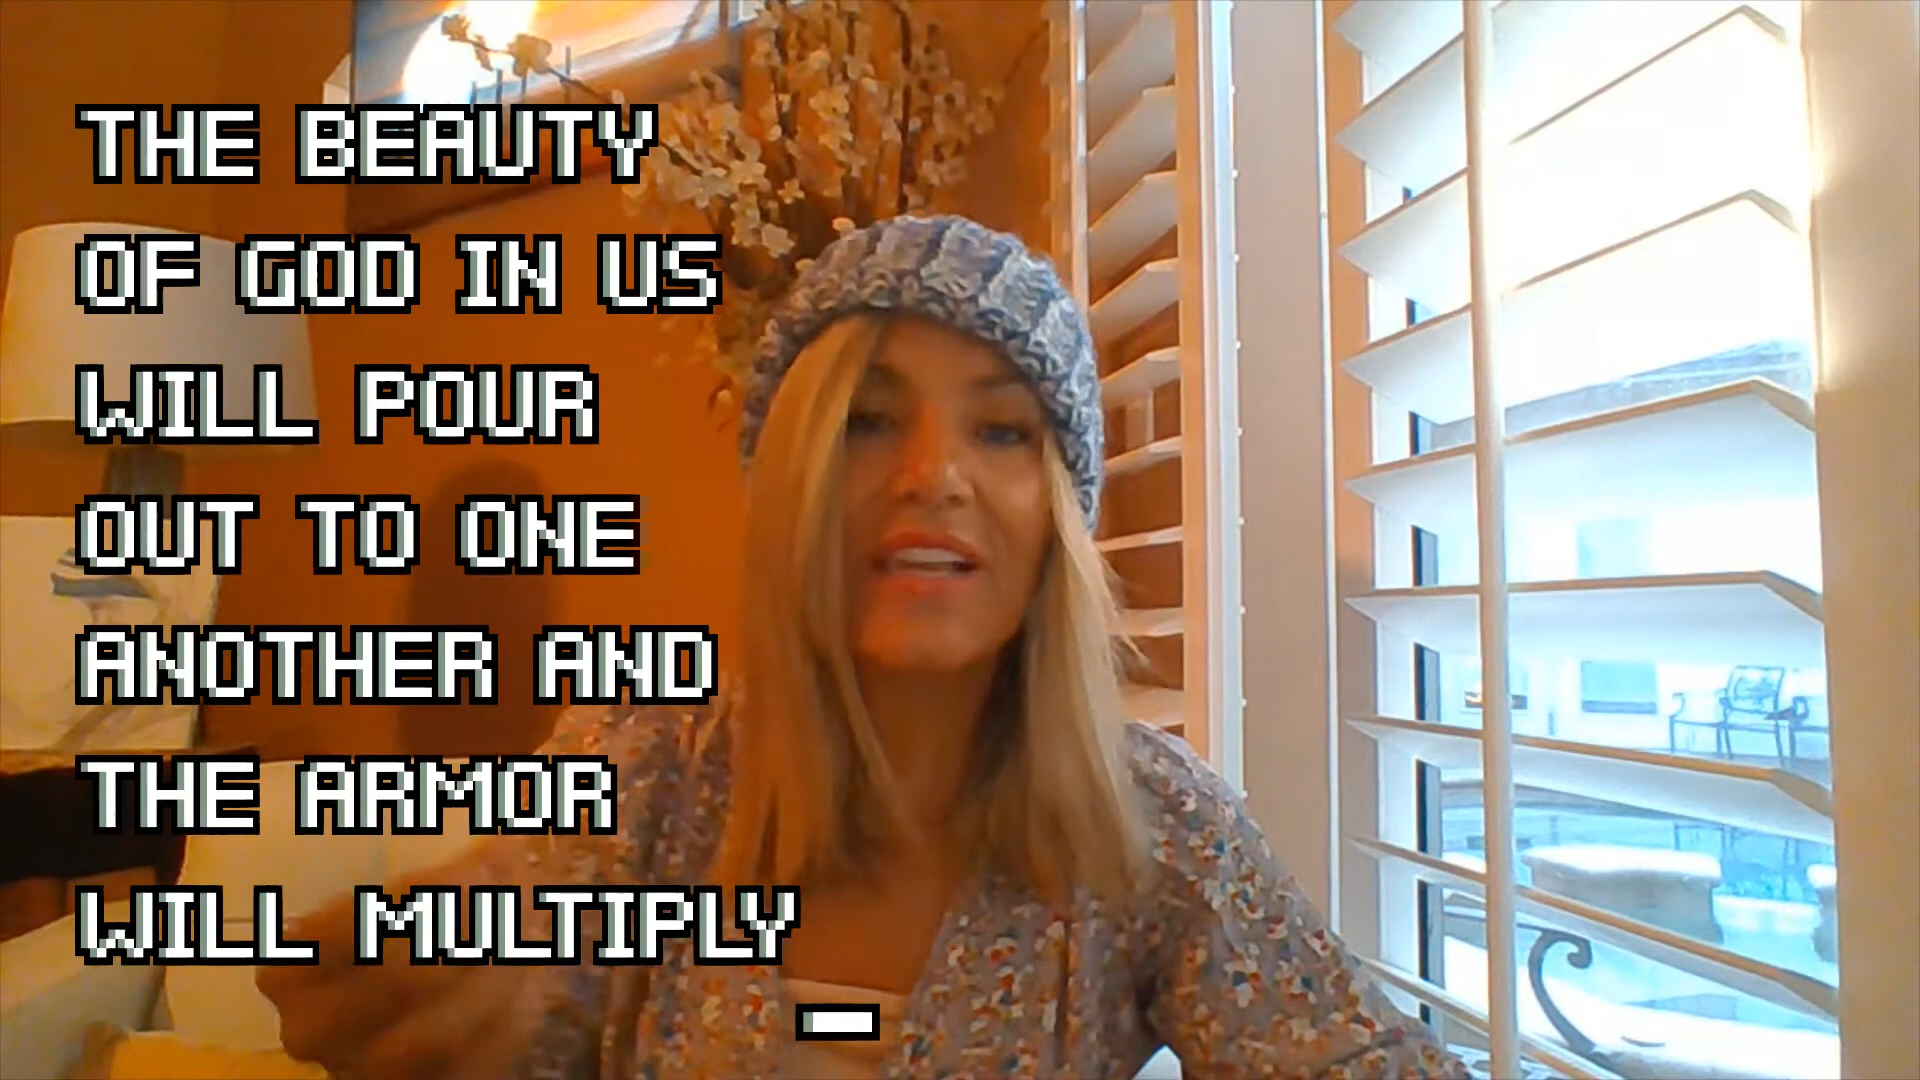 THE BEAUTY
OF GOD IN US
WILL POUR
OUT TO ONE
ANOTHER AND
THE ARMOR
WILL MULTIPLY